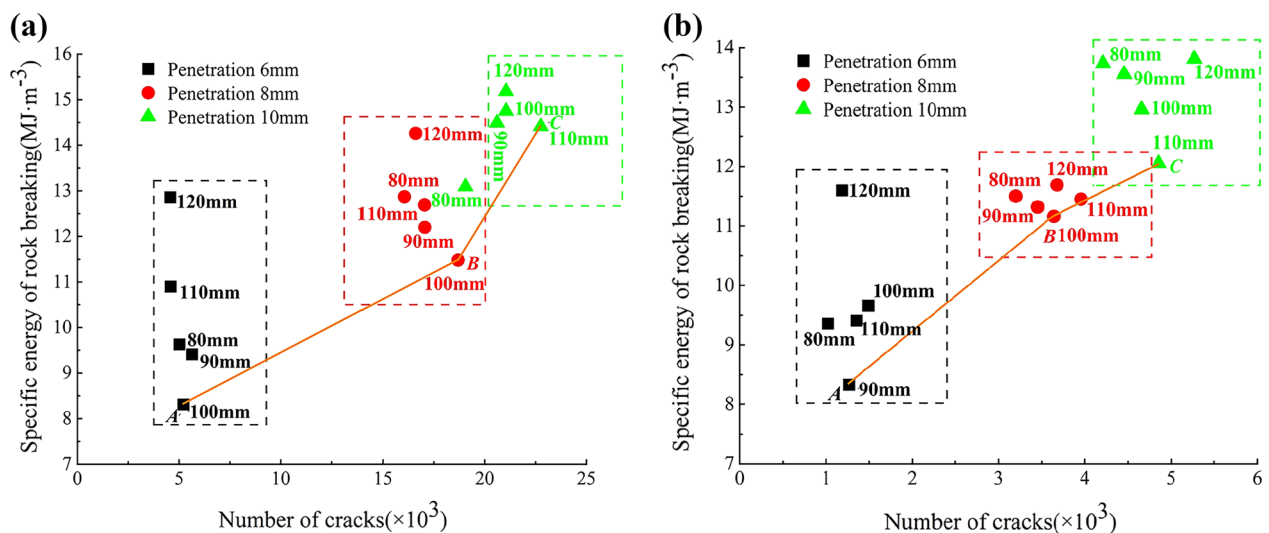 (a)
Specific energy of rock breaking(MJ·m⁻³)
16
15
14
13
12
11
10
9
8
7
Penetration 6mm
Penetration 8mm
Penetration 10mm
120mm
110mm
80mm
90mm
100mm
A
120mm
80mm
110mm
90mm
100mm
B
120mm
100mm
90mm
C
110mm
80mm
0
5
10
15
20
25
Number of cracks(×10³)
(b)
Specific energy of rock breaking(MJ·m⁻³)
14
13
12
11
10
9
8
7
Penetration 6mm
Penetration 8mm
Penetration 10mm
120mm
100mm
80mm
110mm
A
90mm
80mm
120mm
90mm
110mm
B
100mm
80mm
90mm
120mm
100mm
110mm
C
0
1
2
3
4
5
6
Number of cracks(×10³)